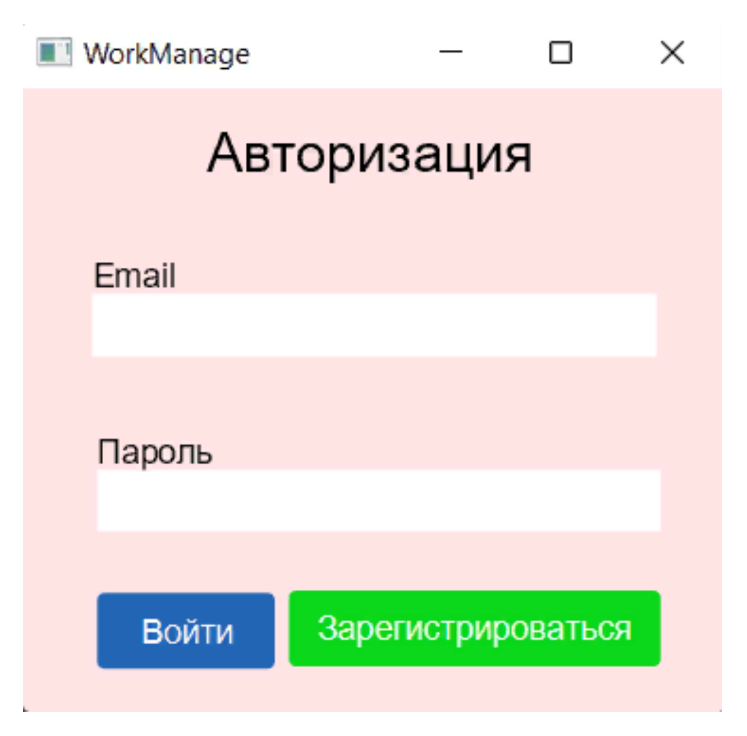 WorkManage
Авторизация
Email
Пароль
Войти
Зарегистрироваться